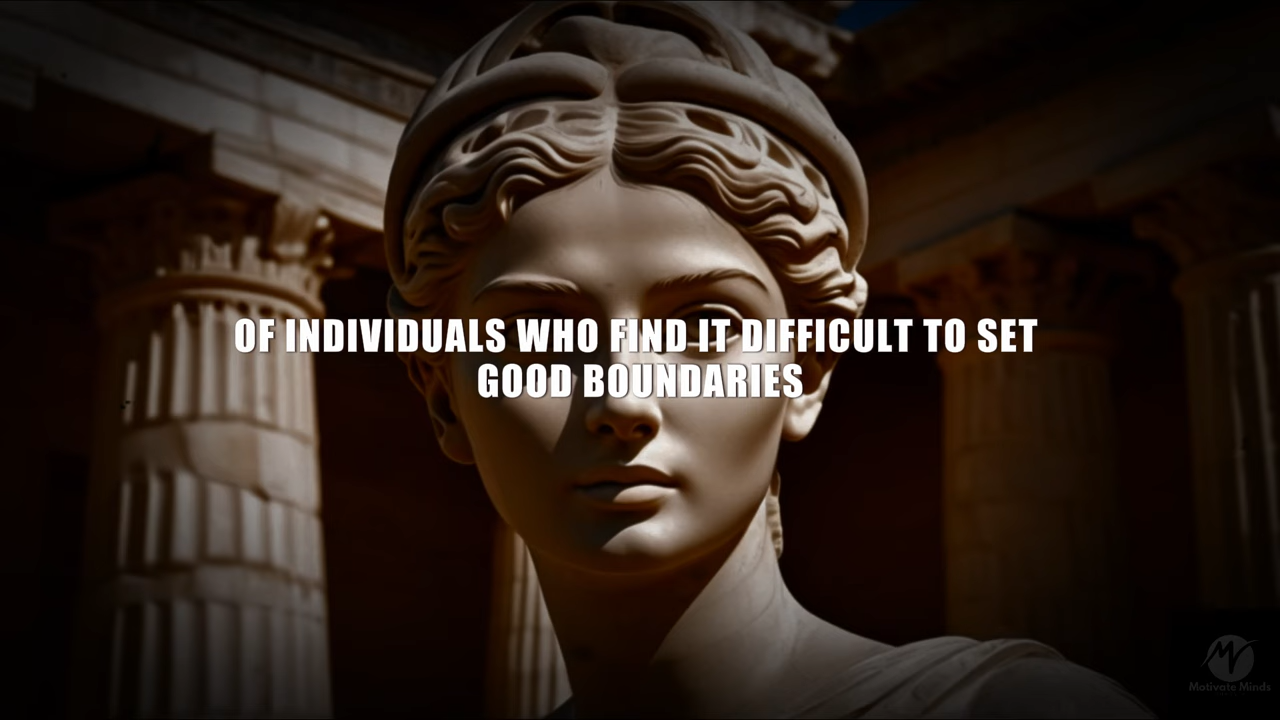 OF INDIVIDUALS WHO FIND IT DIFFICULT TO SET
GOOD BOUNDARIES
Motivate Minds